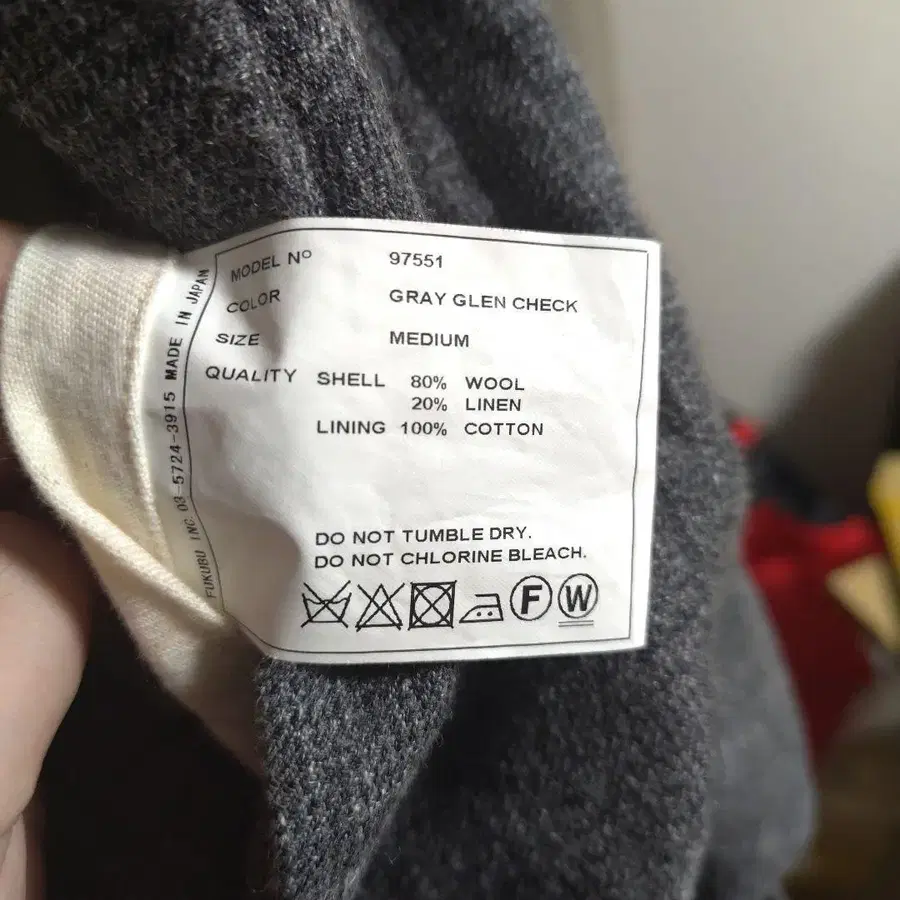 MODEL Nº 97551
COLOR GRAY GLEN CHECK
SIZE MEDIUM
QUALITY SHELL 80% WOOL
20% LINEN
LINING 100% COTTON
DO NOT TUMBLE DRY.
DO NOT CHLORINE BLEACH.
F W
FUKUBU INC. 03-5724-3915 MADE IN JAPAN